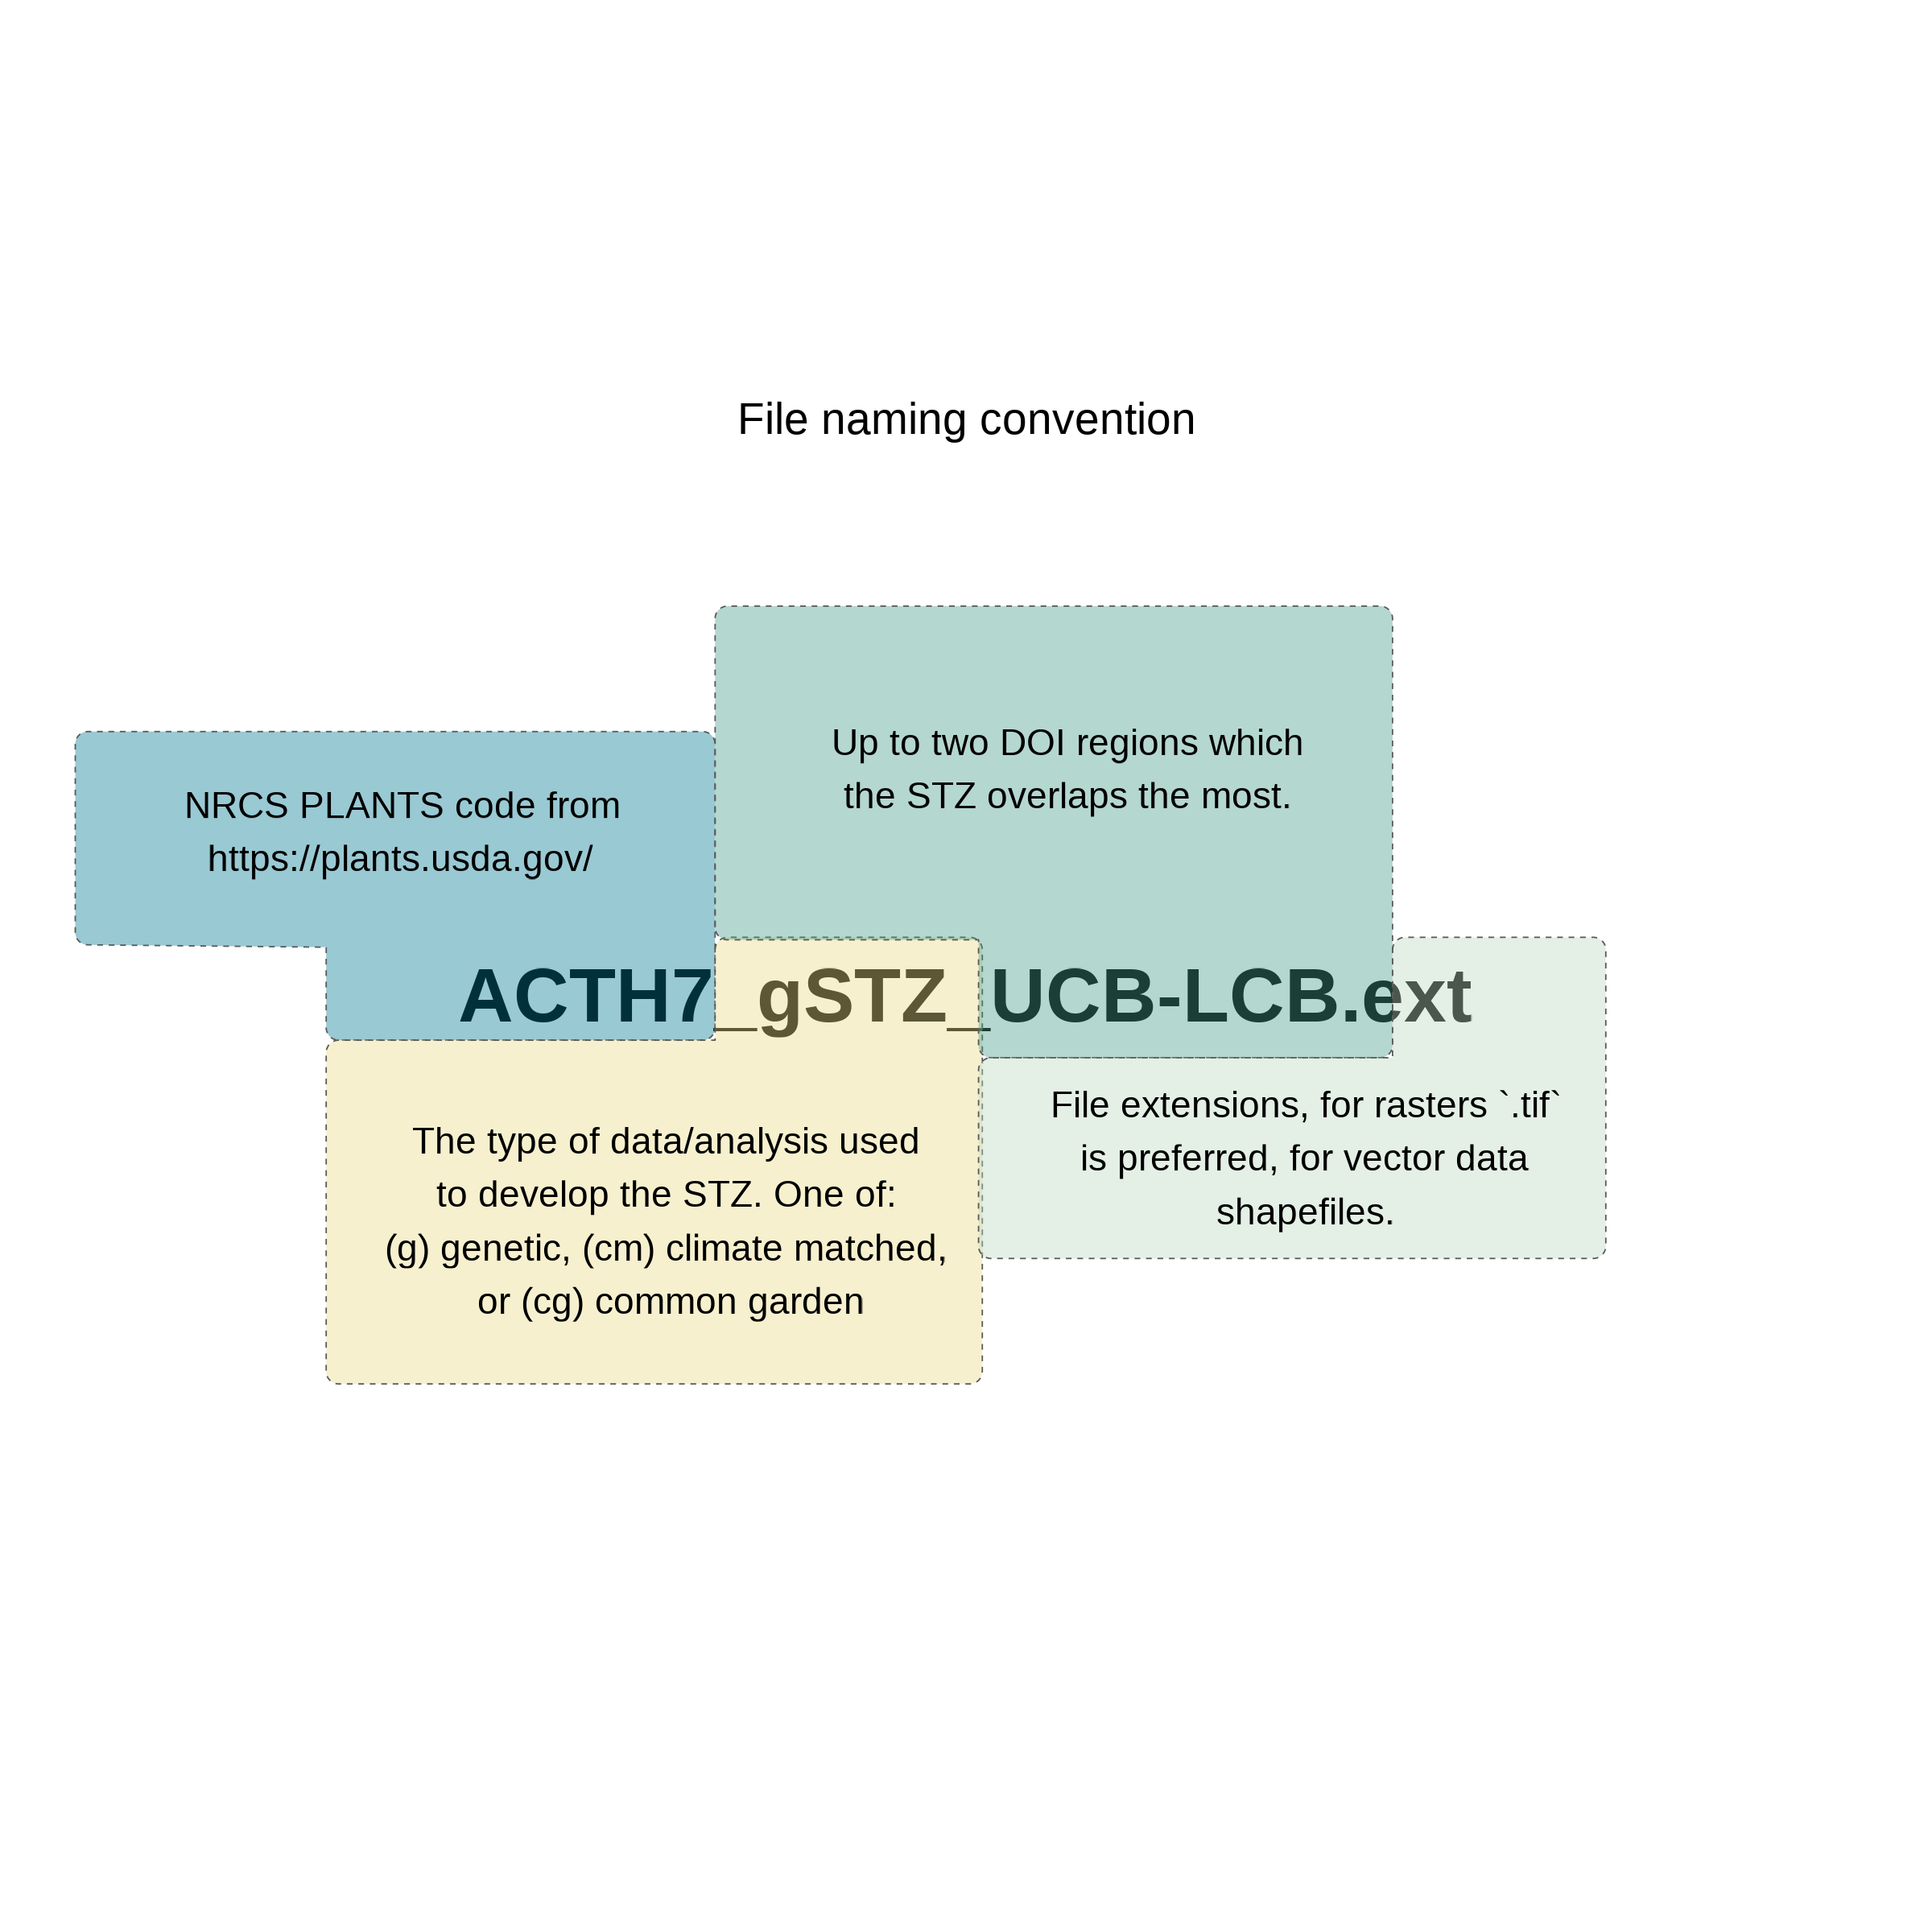 File naming convention
Up to two DOI regions which
the STZ overlaps the most.
NRCS PLANTS code from
https://plants.usda.gov/
ACTH7_gSTZ_UCB-LCB.ext
The type of data/analysis used
to develop the STZ. One of:
(g) genetic, (cm) climate matched,
or (cg) common garden
File extensions, for rasters `.tif`
is preferred, for vector data
shapefiles.